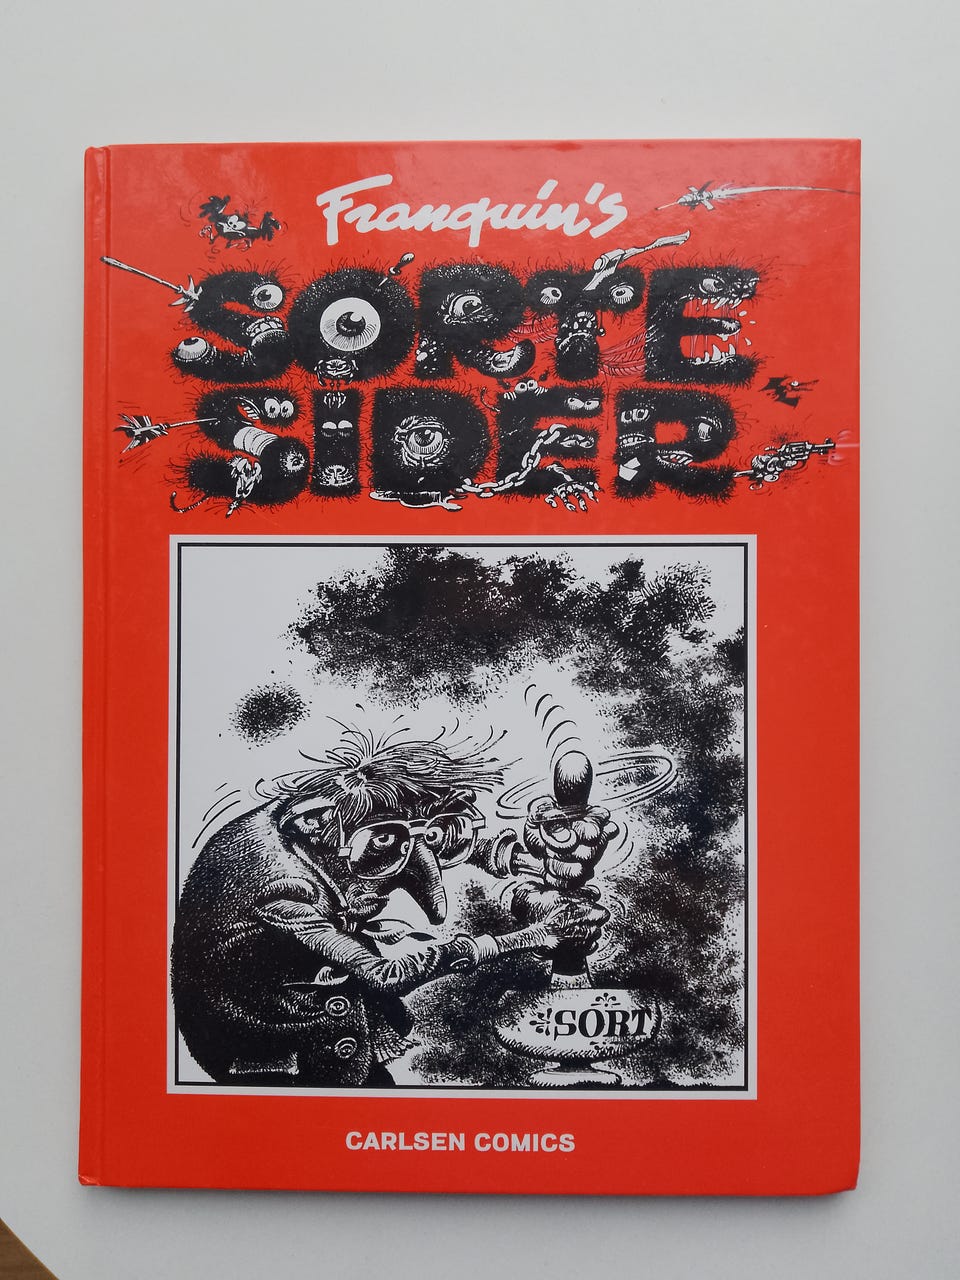 Franquin's
SORTE
SIDER
SORT
CARLSEN COMICS